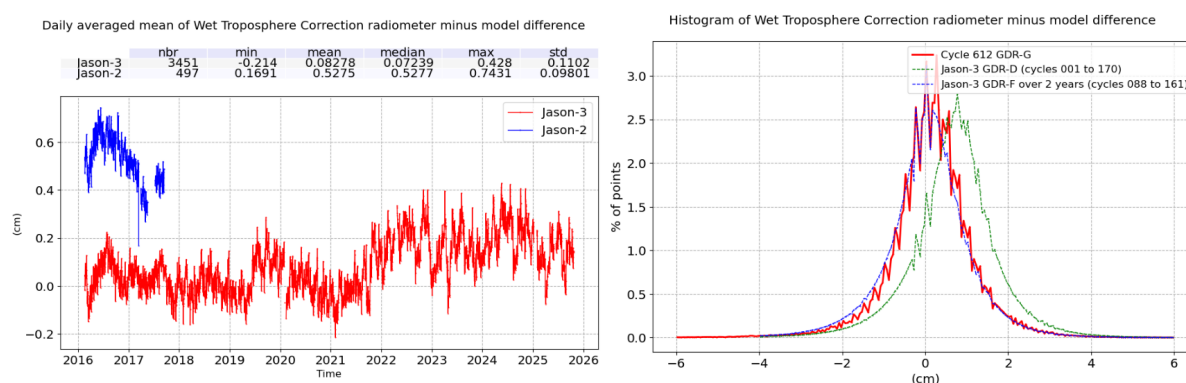 Daily averaged mean of Wet Troposphere Correction radiometer minus model difference
nbr min mean median max std
Jason-3 3451 -0.214 0.08278 0.07239 0.428 0.1102
Jason-2 497 0.1691 0.5275 0.5277 0.7431 0.09801
Jason-3
Jason-2
0.6
0.4
0.2
0.0
−0.2
(cm)
2016 2017 2018 2019 2020 2021 2022 2023 2024 2025 2026
Time
Histogram of Wet Troposphere Correction radiometer minus model difference
Cycle 612 GDR-G
Jason-3 GDR-D (cycles 001 to 170)
Jason-3 GDR-F over 2 years (cycles 088 to 161)
3.0
2.5
2.0
1.5
1.0
0.5
0.0
% of points
−6 −4 −2 0 2 4 6
(cm)